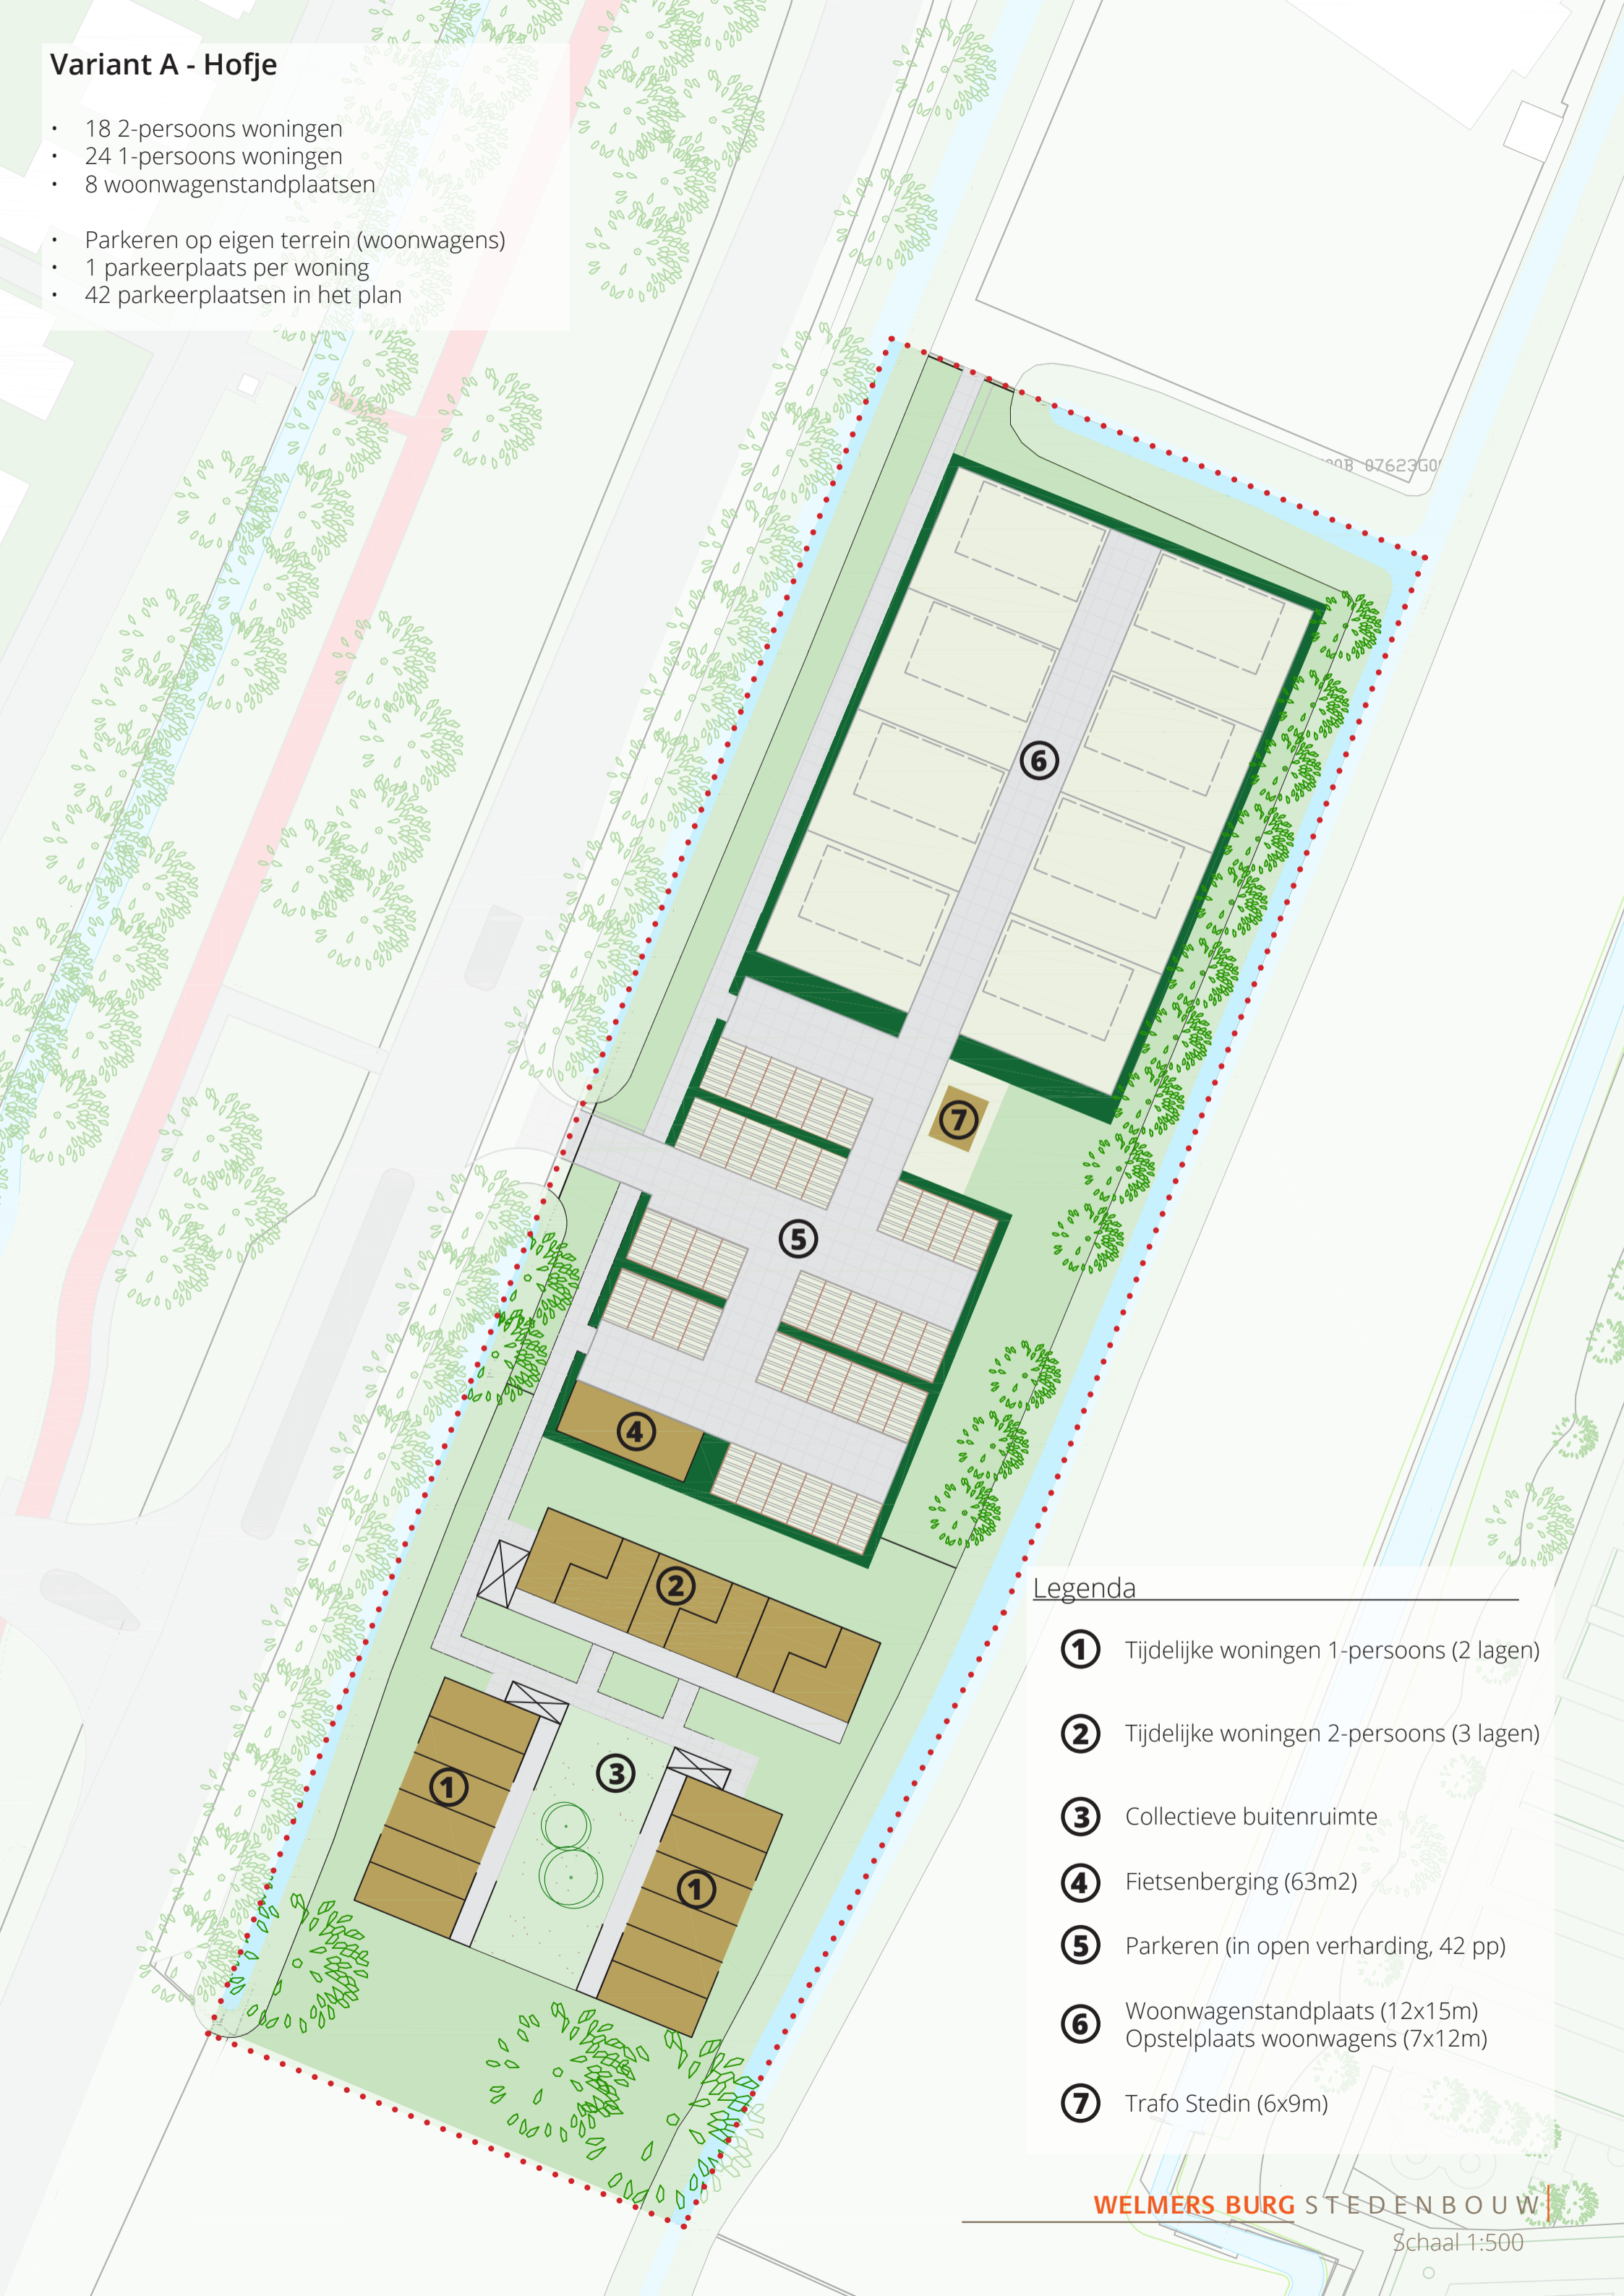 Variant A - Hofje
• 18 2-persoons woningen
• 24 1-persoons woningen
• 8 woonwagenstandplaatsen
• Parkeren op eigen terrein (woonwagens)
• 1 parkeerplaats per woning
• 42 parkeerplaatsen in het plan
6
7
5
4
2
3
1
1
Legenda
1 Tijdelijke woningen 1-persoons (2 lagen)
2 Tijdelijke woningen 2-persoons (3 lagen)
3 Collectieve buitenruimte
4 Fietsenberging (63m2)
5 Parkeren (in open verharding, 42 pp)
6 Woonwagenstandplaats (12x15m)
Opstelplaats woonwagens (7x12m)
7 Trafo Stedin (6x9m)
WELMERS BURG STEDENBOUW
Schaal 1:500